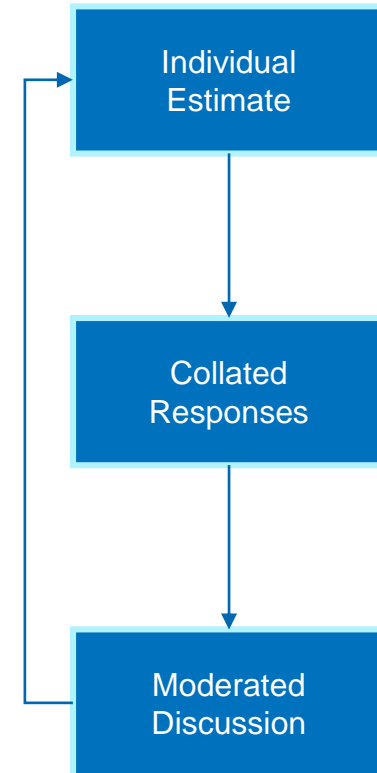 Individual
Estimate
Collated
Responses
Moderated
Discussion